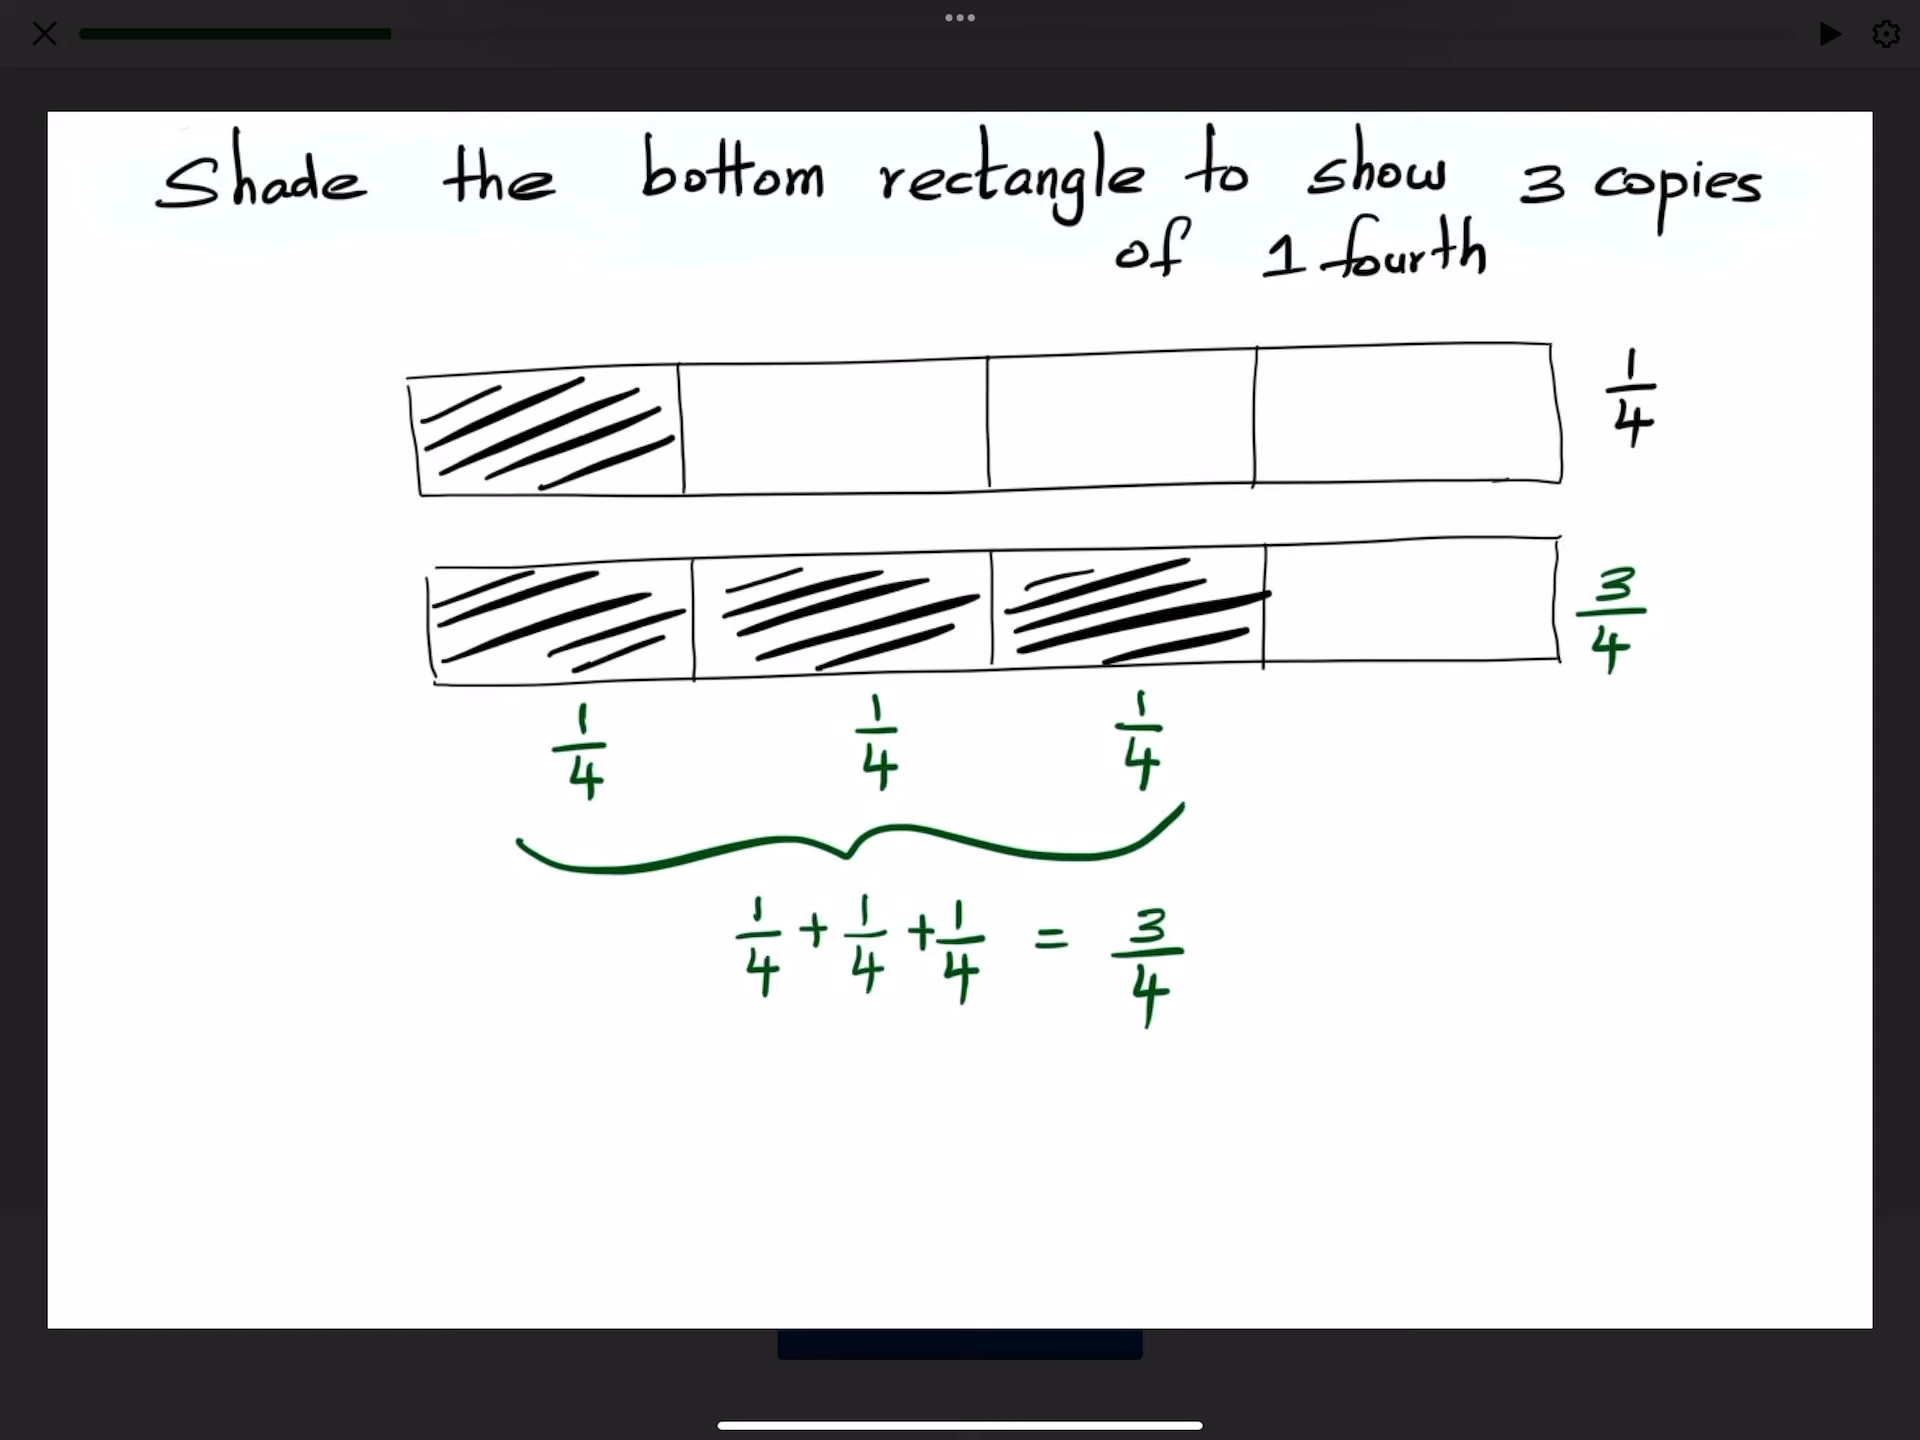 Shade the bottom rectangle to show 3 copies
of 1 fourth
1/4
3/4
1/4 1/4 1/4
1/4 + 1/4 + 1/4 = 3/4